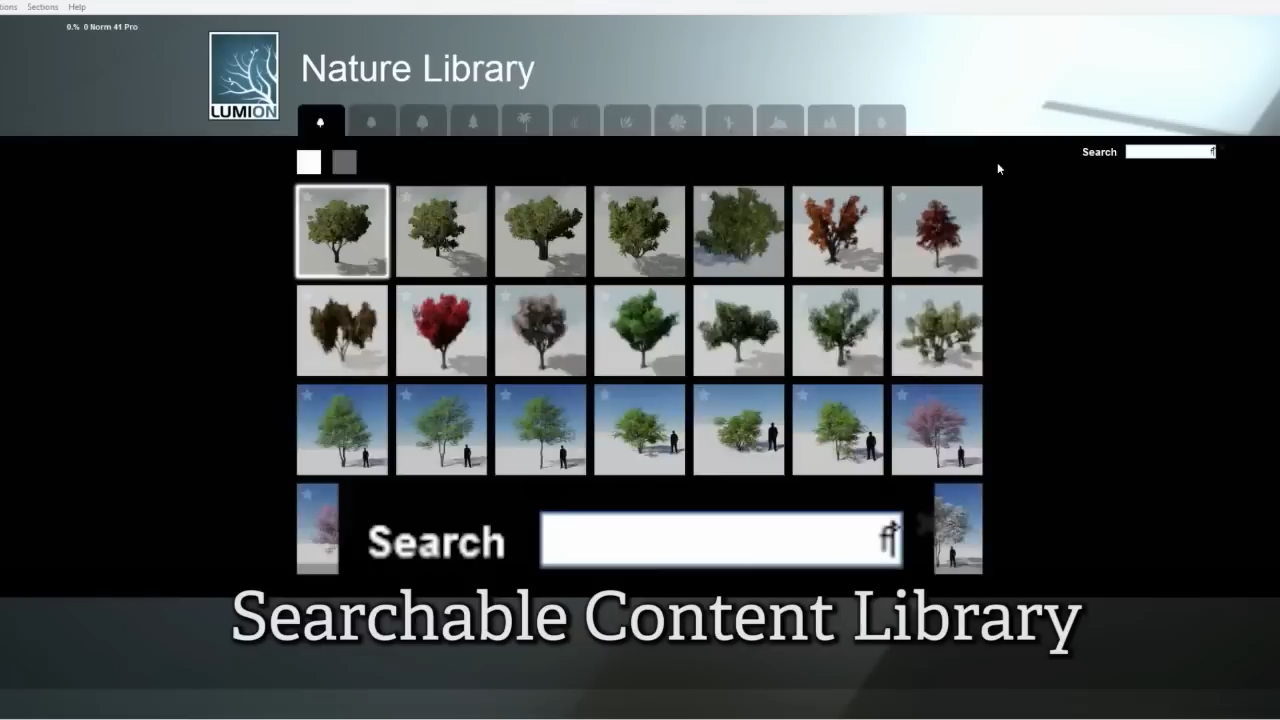 tions Sections Help
0.% 0 Norm 41 Pro
LUMION
Nature Library
Search
Search
Searchable Content Library